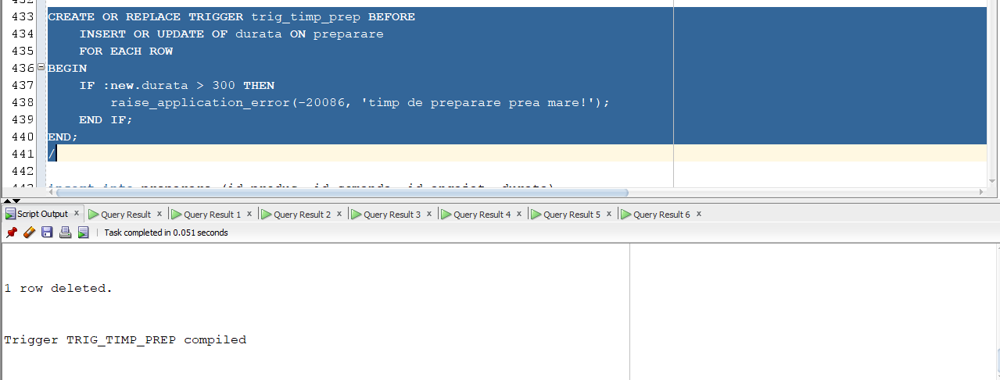 432
433 CREATE OR REPLACE TRIGGER trig_timp_prep BEFORE
434 INSERT OR UPDATE OF durata ON preparare
435 FOR EACH ROW
436 BEGIN
437 IF :new.durata > 300 THEN
438 raise_application_error(-20086, 'timp de preparare prea mare!');
439 END IF;
440 END;
441 /
442
Script Output x Query Result x Query Result 1 x Query Result 2 x Query Result 3 x Query Result 4 x Query Result 5 x Query Result 6 x
Task completed in 0.051 seconds
1 row deleted.
Trigger TRIG_TIMP_PREP compiled